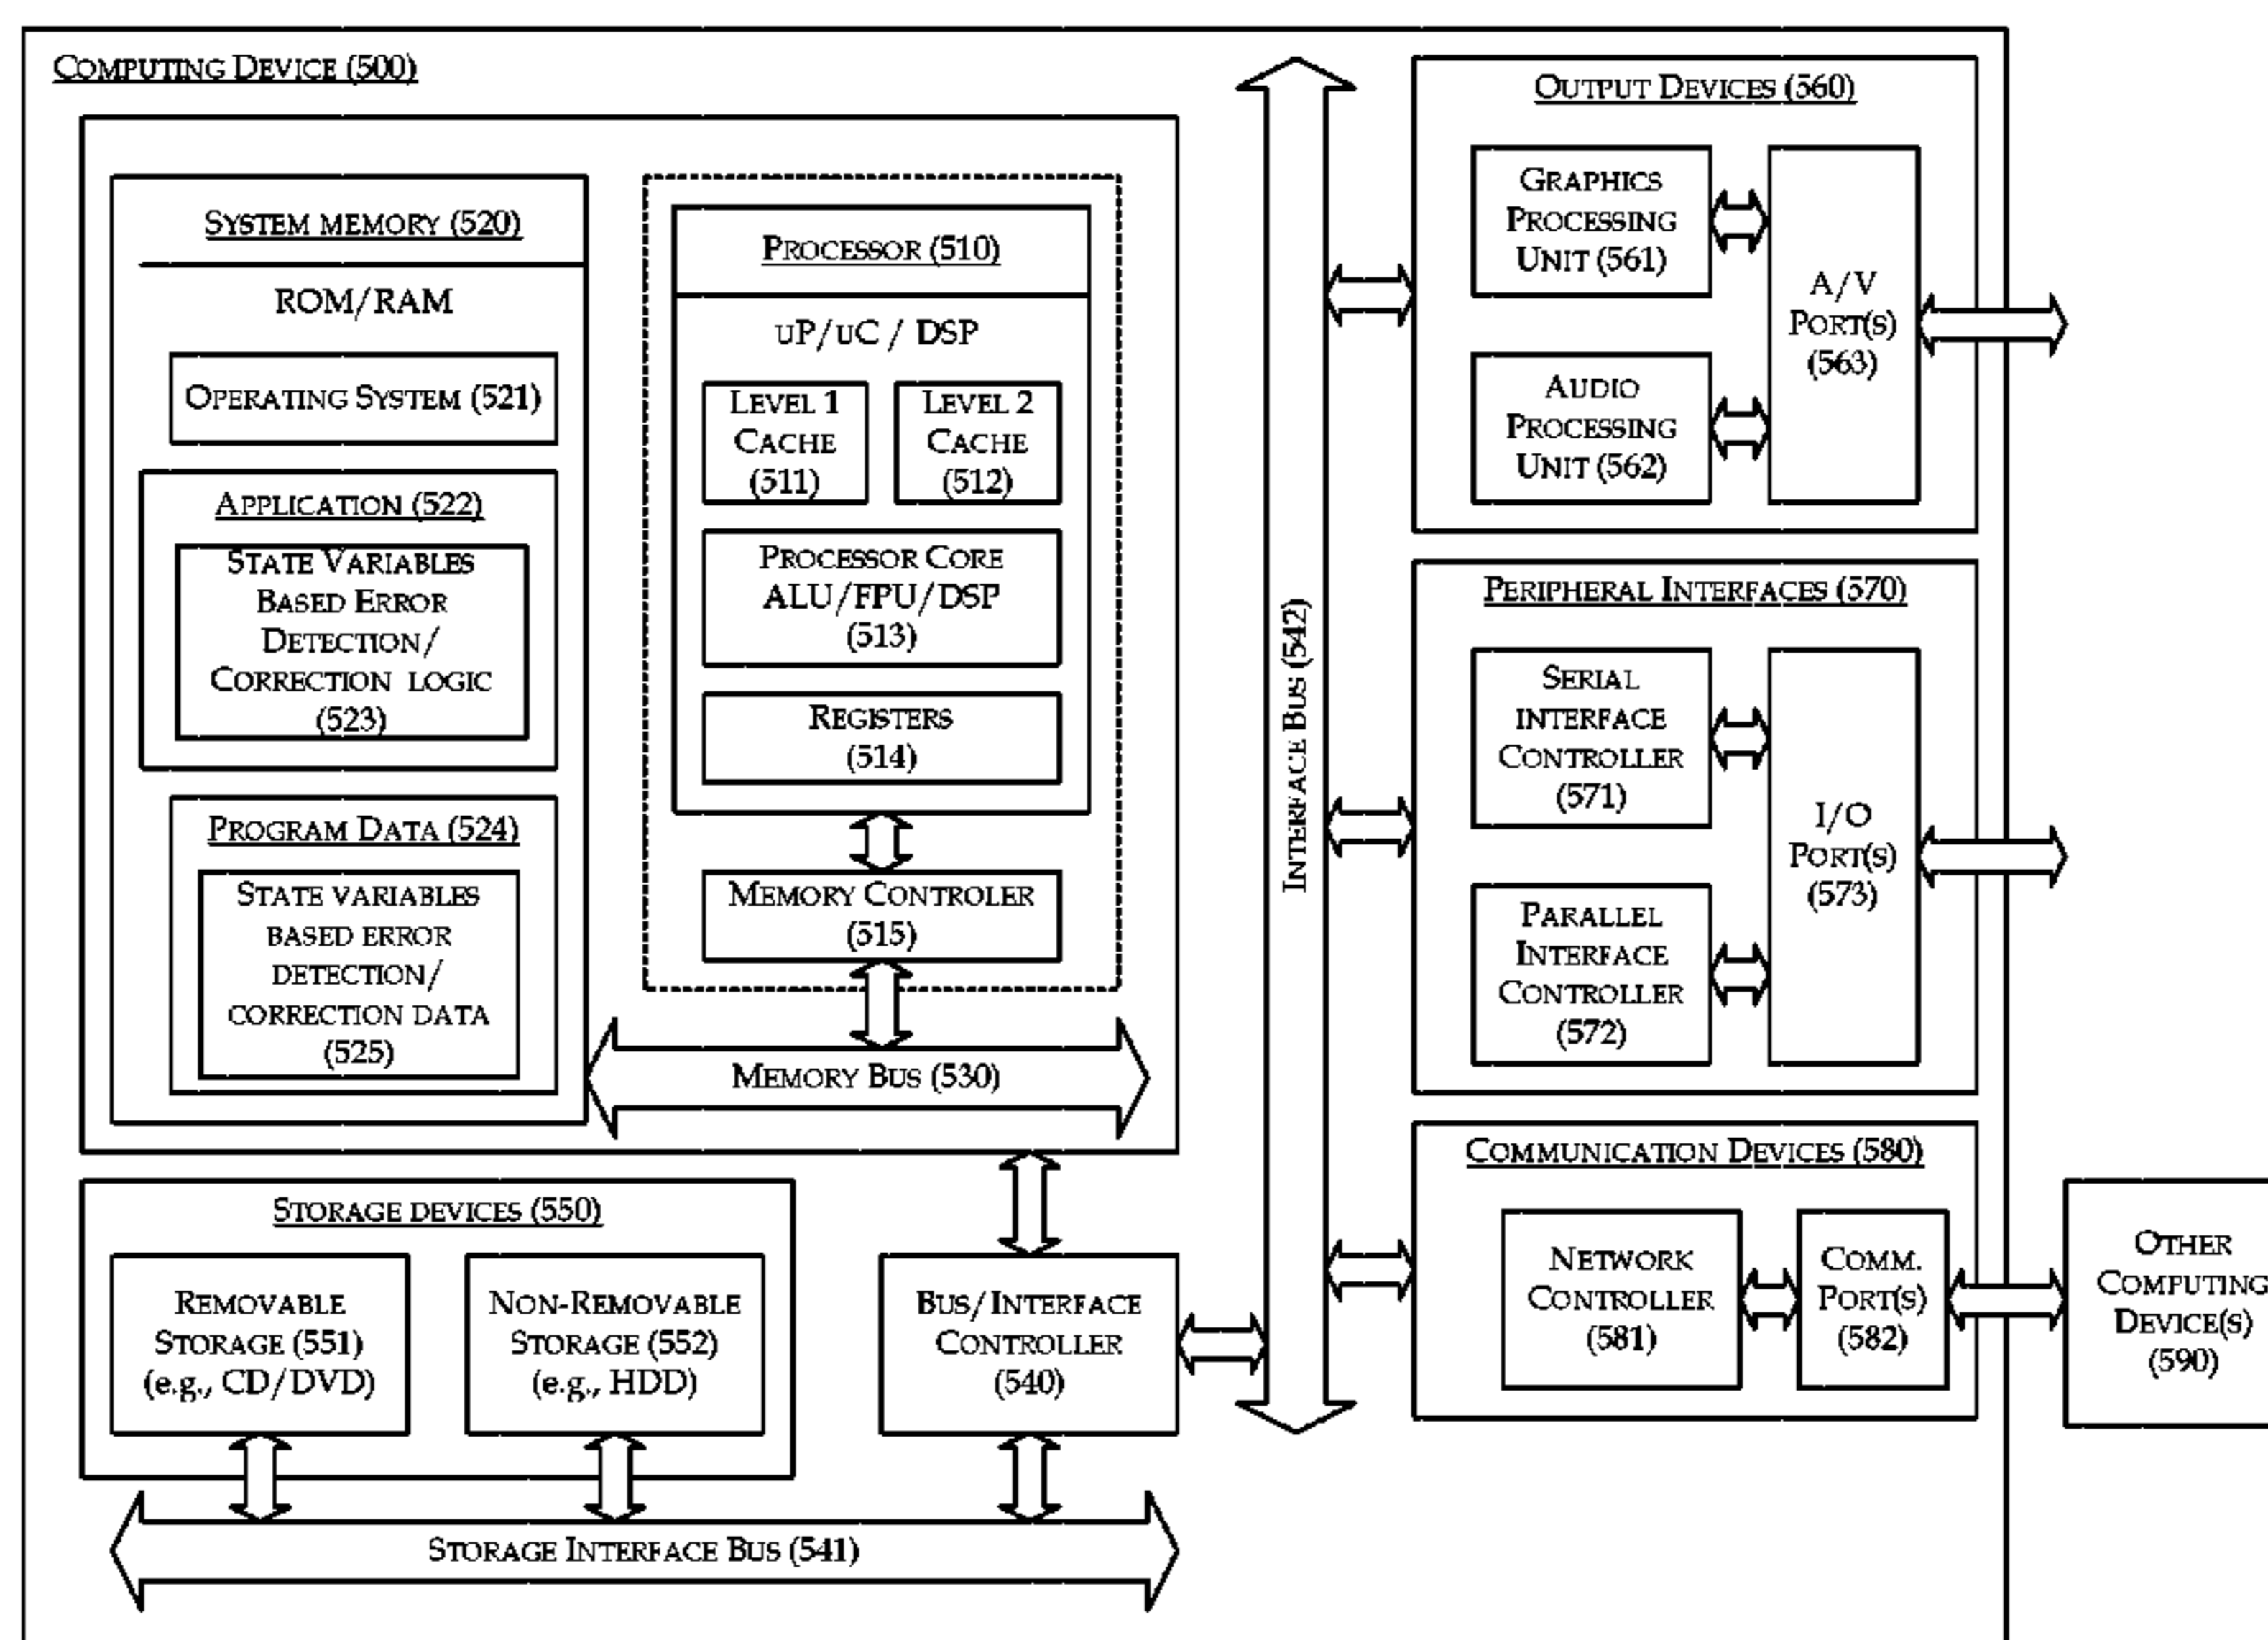 COMPUTING DEVICE (500)
SYSTEM MEMORY (520)
ROM/RAM
OPERATING SYSTEM (521)
APPLICATION (522)
STATE VARIABLES
BASED ERROR
DETECTION/
CORRECTION LOGIC
(523)
PROGRAM DATA (524)
STATE VARIABLES
BASED ERROR
DETECTION/
CORRECTION DATA
(525)
PROCESSOR (510)
UP/UC / DSP
LEVEL 1
CACHE
(511)
LEVEL 2
CACHE
(512)
PROCESSOR CORE
ALU/FPU/DSP
(513)
REGISTERS
(514)
MEMORY CONTROLER
(515)
MEMORY BUS (530)
STORAGE DEVICES (550)
REMOVABLE
STORAGE (551)
(e.g., CD/DVD)
NON-REMOVABLE
STORAGE (552)
(e.g., HDD)
BUS/INTERFACE
CONTROLLER
(540)
STORAGE INTERFACE BUS (541)
INTERFACE BUS (542)
OUTPUT DEVICES (560)
GRAPHICS
PROCESSING
UNIT (561)
AUDIO
PROCESSING
UNIT (562)
A/V
PORT(S)
(563)
PERIPHERAL INTERFACES (570)
SERIAL
INTERFACE
CONTROLLER
(571)
PARALLEL
INTERFACE
CONTROLLER
(572)
I/O
PORT(S)
(573)
COMMUNICATION DEVICES (580)
NETWORK
CONTROLLER
(581)
COMM.
PORT(S)
(582)
OTHER
COMPUTING
DEVICE(S)
(590)